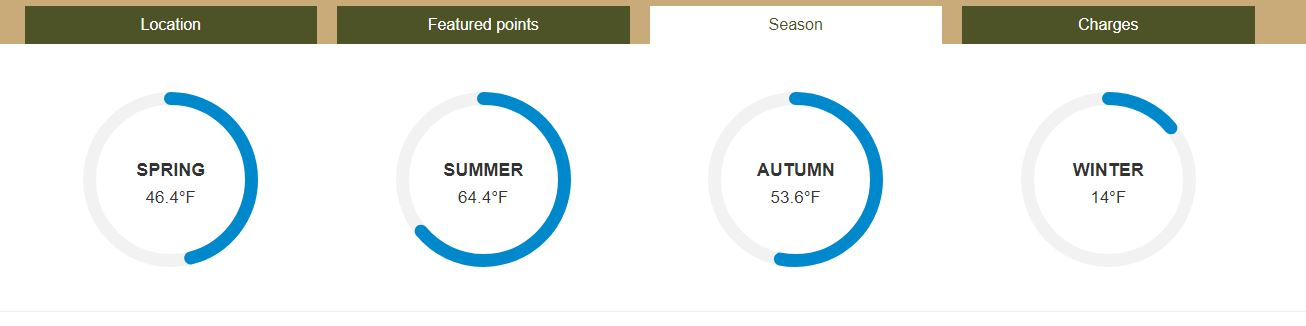 Location
Featured points
Season
Charges
SPRING
46.4°F
SUMMER
64.4°F
AUTUMN
53.6°F
WINTER
14°F